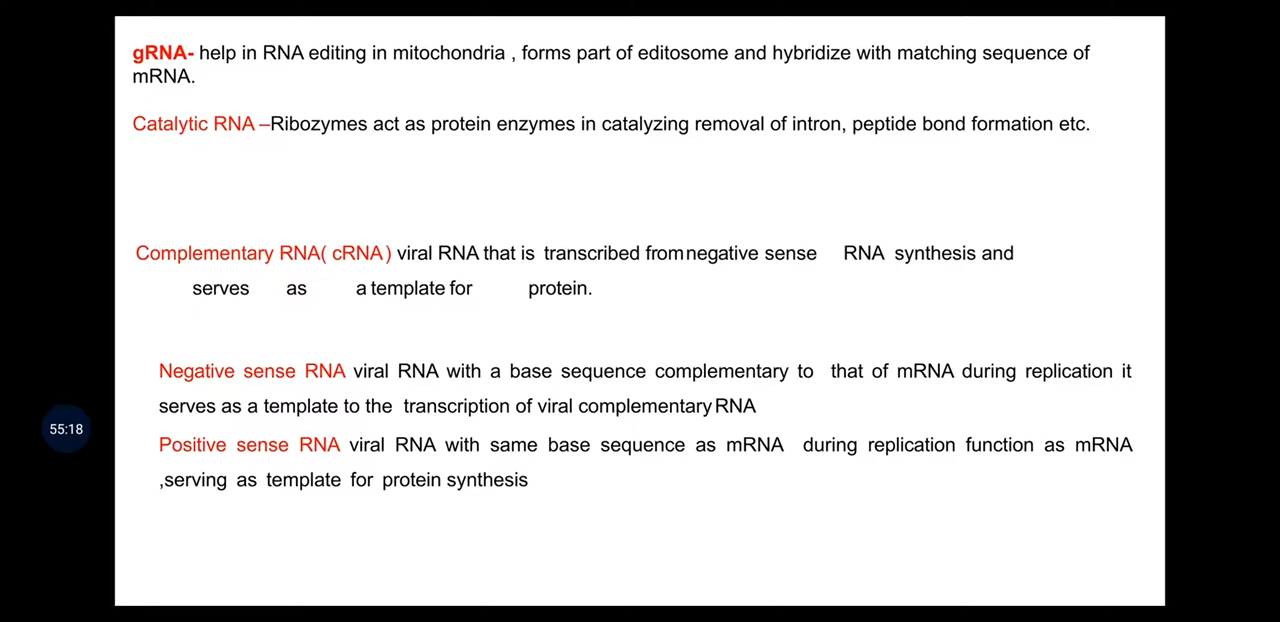 gRNA- help in RNA editing in mitochondria , forms part of editosome and hybridize with matching sequence of
mRNA.
Catalytic RNA –Ribozymes act as protein enzymes in catalyzing removal of intron, peptide bond formation etc.
Complementary RNA( cRNA) viral RNA that is transcribed from negative sense RNA synthesis and
serves as a template for protein.
Negative sense RNA viral RNA with a base sequence complementary to that of mRNA during replication it
serves as a template to the transcription of viral complementary RNA
55:18
Positive sense RNA viral RNA with same base sequence as mRNA during replication function as mRNA
,serving as template for protein synthesis